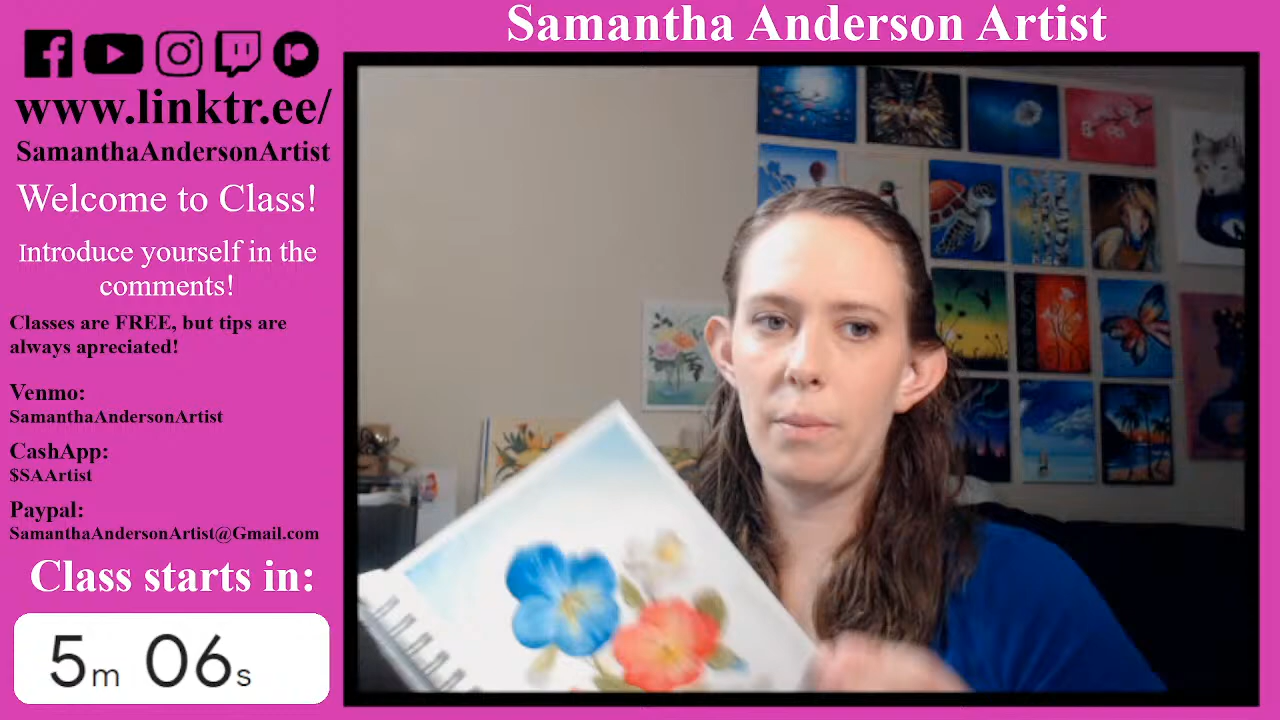 Samantha Anderson Artist
www.linktr.ee/
SamanthaAndersonArtist
Welcome to Class!
Introduce yourself in the
comments!
Classes are FREE, but tips are
always apreciated!
Venmo:
SamanthaAndersonArtist
CashApp:
$SAArtist
Paypal:
SamanthaAndersonArtist@Gmail.com
Class starts in:
5m 06s